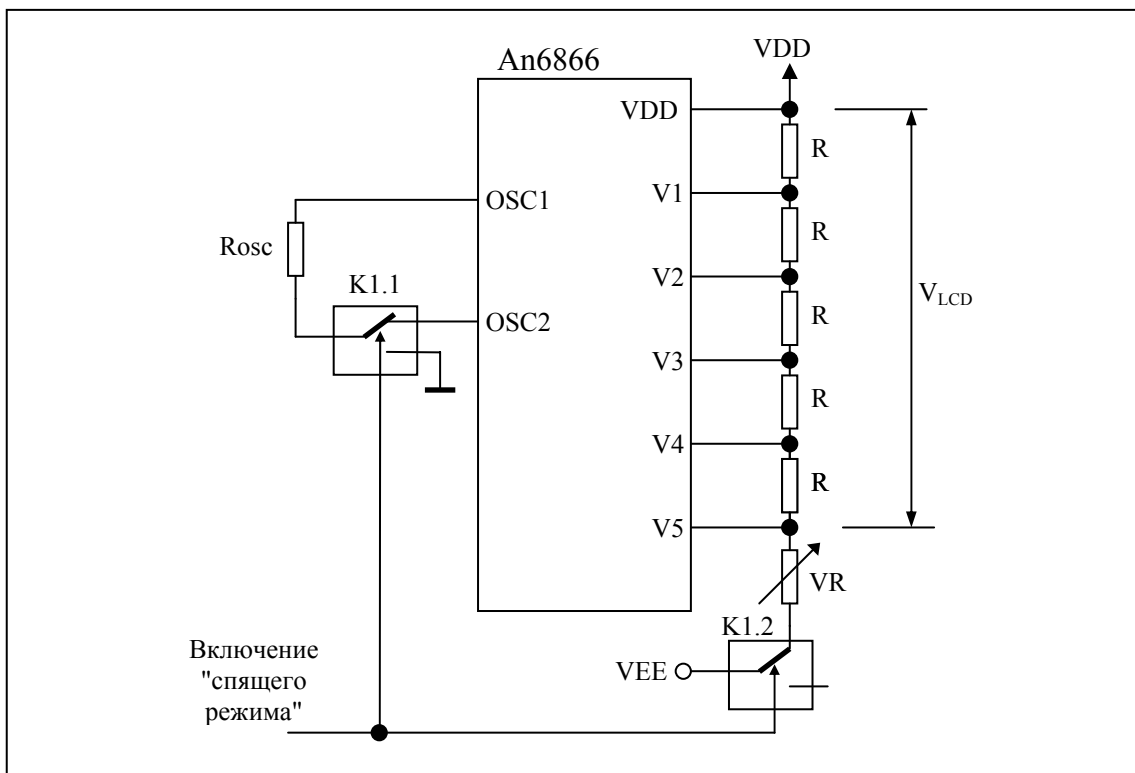 An6866
VDD
VDD
R
OSC1
V1
Rosc
R
K1.1
V2
VLCD
OSC2
R
V3
R
V4
R
V5
VR
K1.2
Включение
"спящего
режима"
VEE